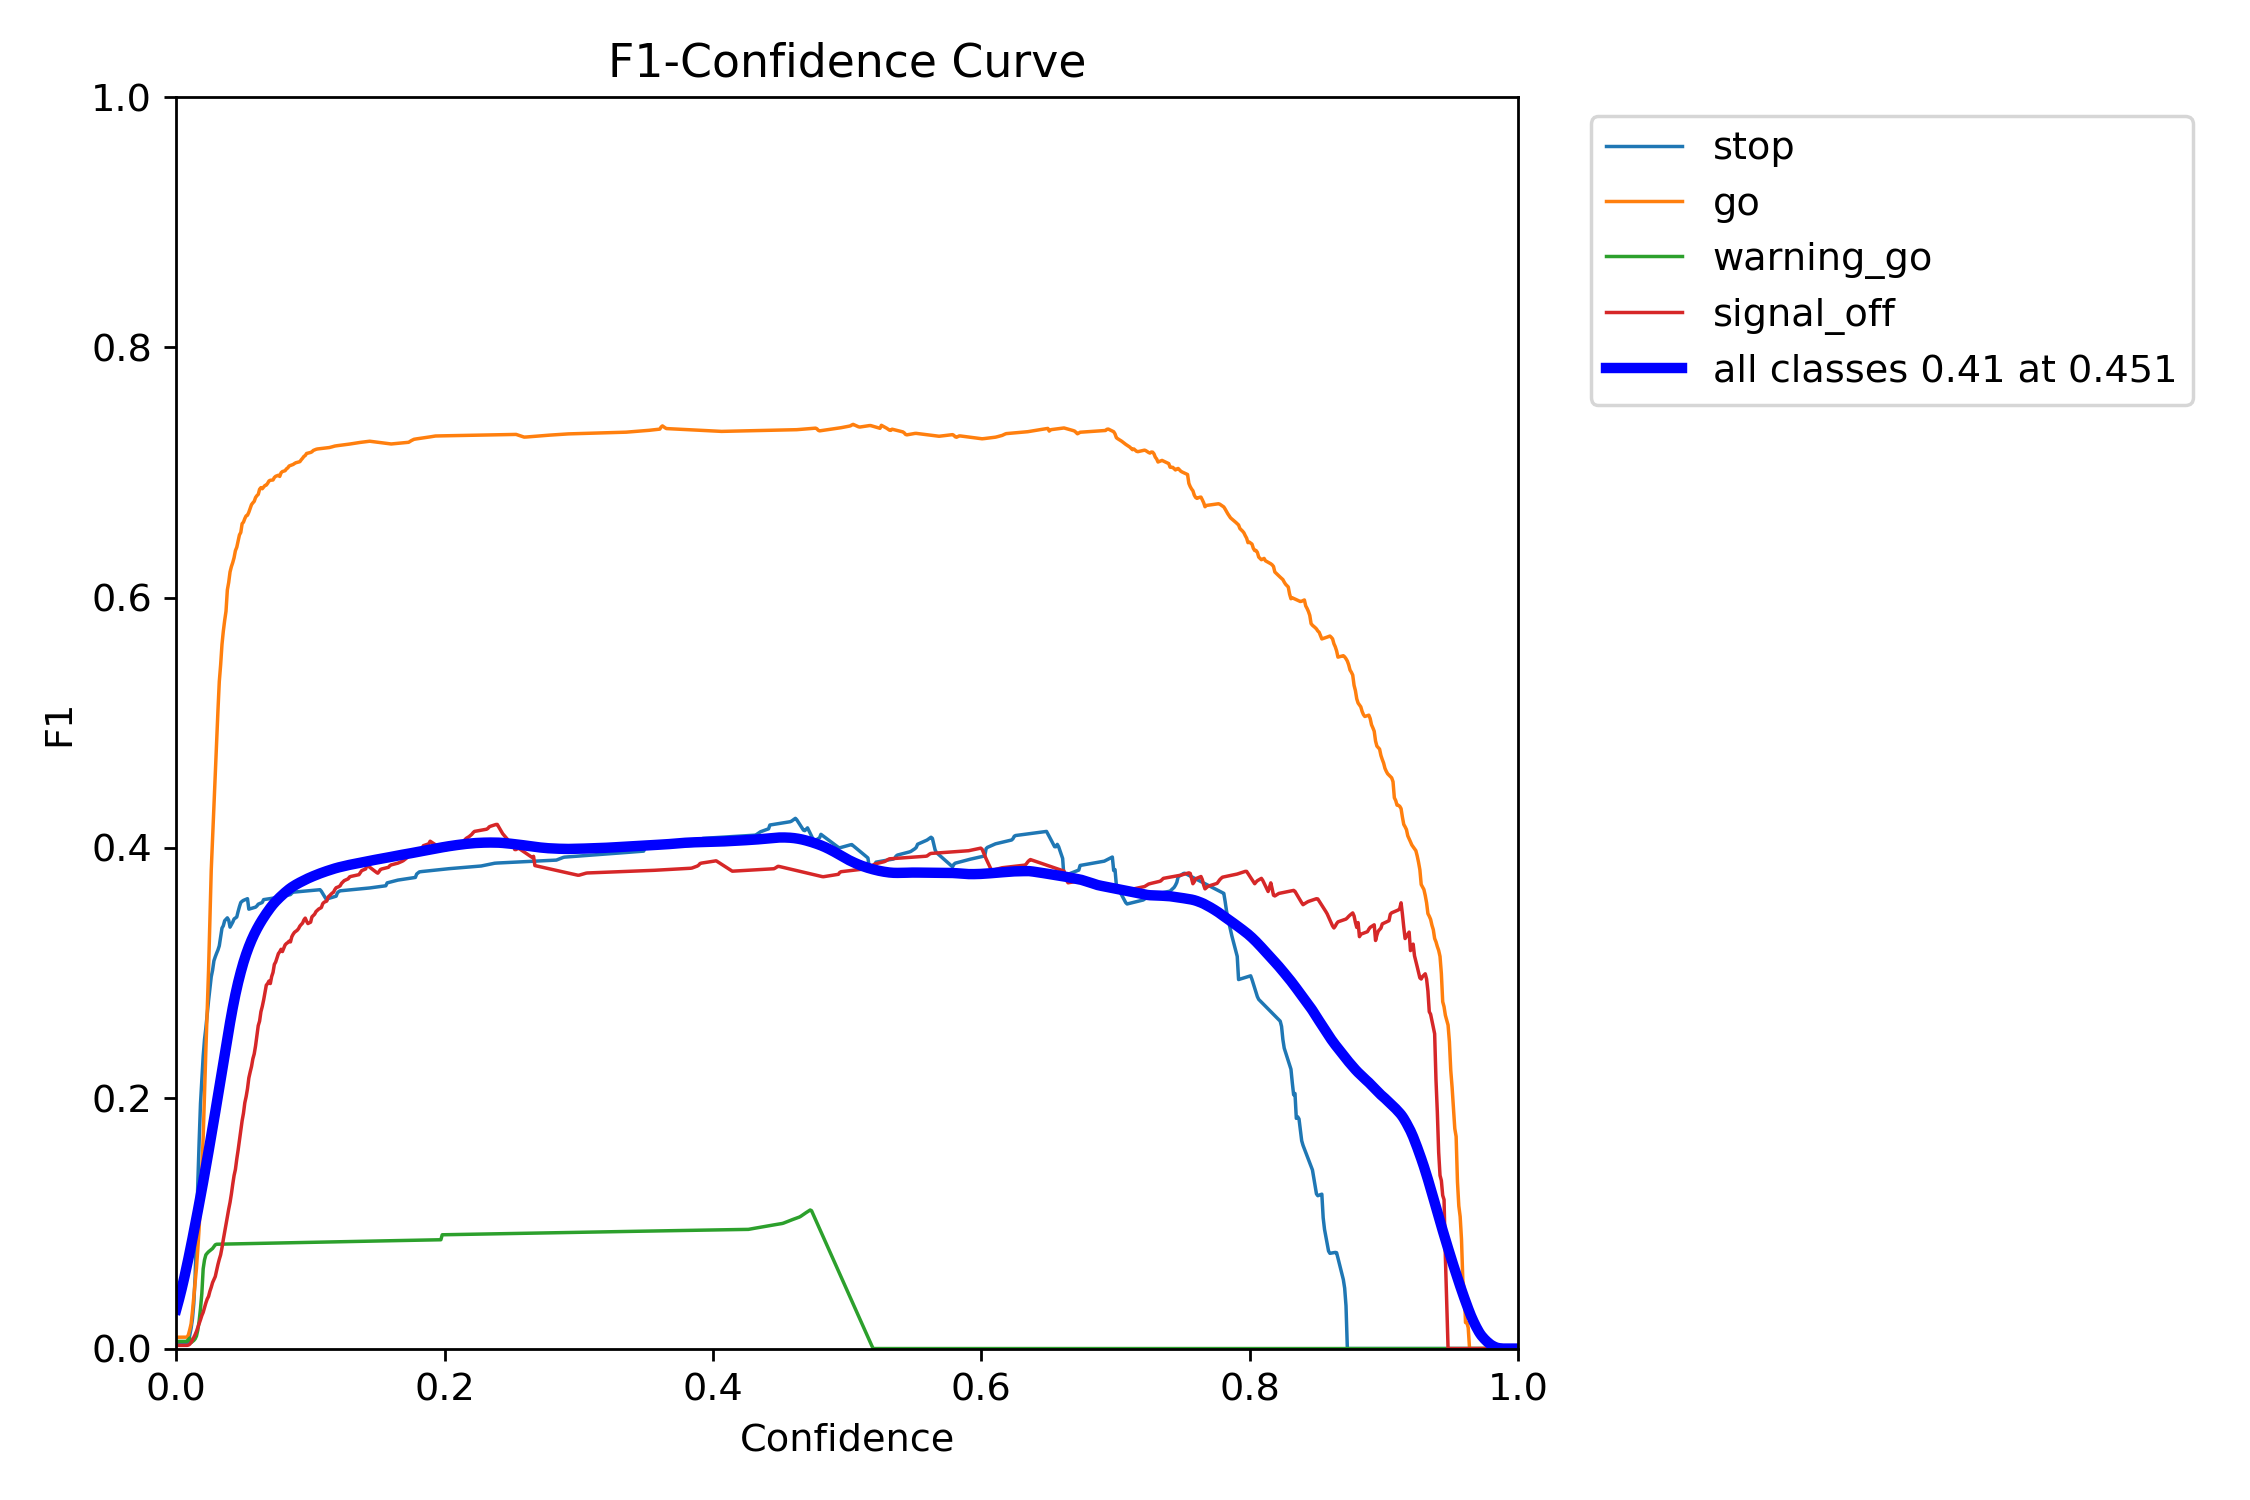 F1-Confidence Curve
1.0
0.8
0.6
0.4
0.2
0.0
F1
0.0 0.2 0.4 0.6 0.8 1.0
Confidence
stop
go
warning_go
signal_off
all classes 0.41 at 0.451